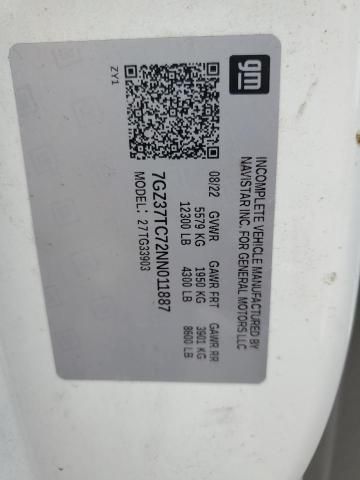 gm
INCOMPLETE VEHICLE MANUFACTURED BY
NAVISTAR INC. FOR GENERAL MOTORS LLC
08/22 GVWR GAWR FRT GAWR RR
5579 KG 1950 KG 3901 KG
12300 LB 4300 LB 8600 LB
7GZ37TC72NN011887
MODEL: 27TG33903
ZY1